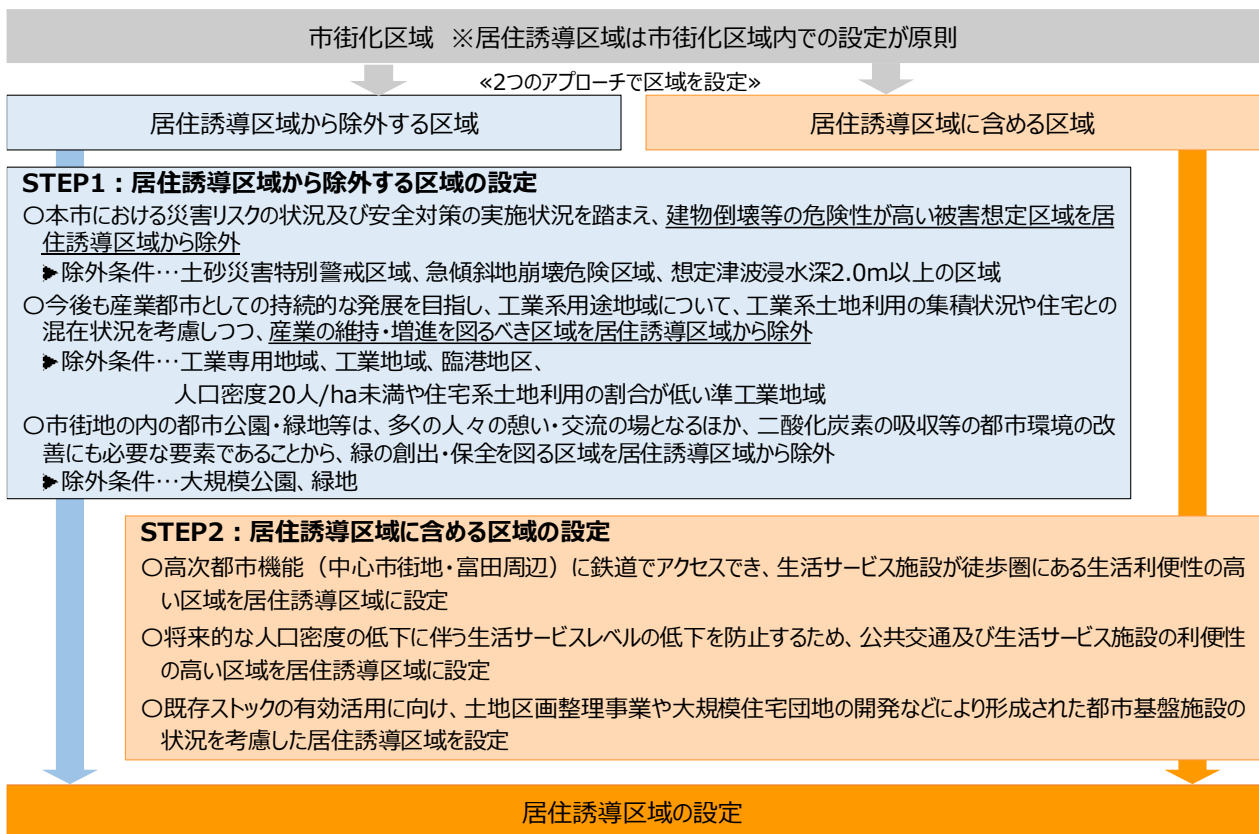 市街化区域 ※居住誘導区域は市街化区域内での設定が原則
≪2つのアプローチで区域を設定≫
居住誘導区域から除外する区域
居住誘導区域に含める区域
STEP1：居住誘導区域から除外する区域の設定
○本市における災害リスクの状況及び安全対策の実施状況を踏まえ、建物倒壊等の危険性が高い被害想定区域を居
住誘導区域から除外
▶除外条件…土砂災害特別警戒区域、急傾斜地崩壊危険区域、想定津波浸水深2.0m以上の区域
○今後も産業都市としての持続的な発展を目指し、工業系用途地域について、工業系土地利用の集積状況や住宅との
混在状況を考慮しつつ、産業の維持・増進を図るべき区域を居住誘導区域から除外
▶除外条件…工業専用地域、工業地域、臨港地区、
人口密度20人/ha未満や住宅系土地利用の割合が低い準工業地域
○市街地の内の都市公園・緑地等は、多くの人々の憩い・交流の場となるほか、二酸化炭素の吸収等の都市環境の改
善にも必要な要素であることから、緑の創出・保全を図る区域を居住誘導区域から除外
▶除外条件…大規模公園、緑地
STEP2：居住誘導区域に含める区域の設定
○高次都市機能（中心市街地・富田周辺）に鉄道でアクセスでき、生活サービス施設が徒歩圏にある生活利便性の高
い区域を居住誘導区域に設定
○将来的な人口密度の低下に伴う生活サービスレベルの低下を防止するため、公共交通及び生活サービス施設の利便性
の高い区域を居住誘導区域に設定
○既存ストックの有効活用に向け、土地区画整理事業や大規模住宅団地の開発などにより形成された都市基盤施設の
状況を考慮した居住誘導区域を設定
居住誘導区域の設定